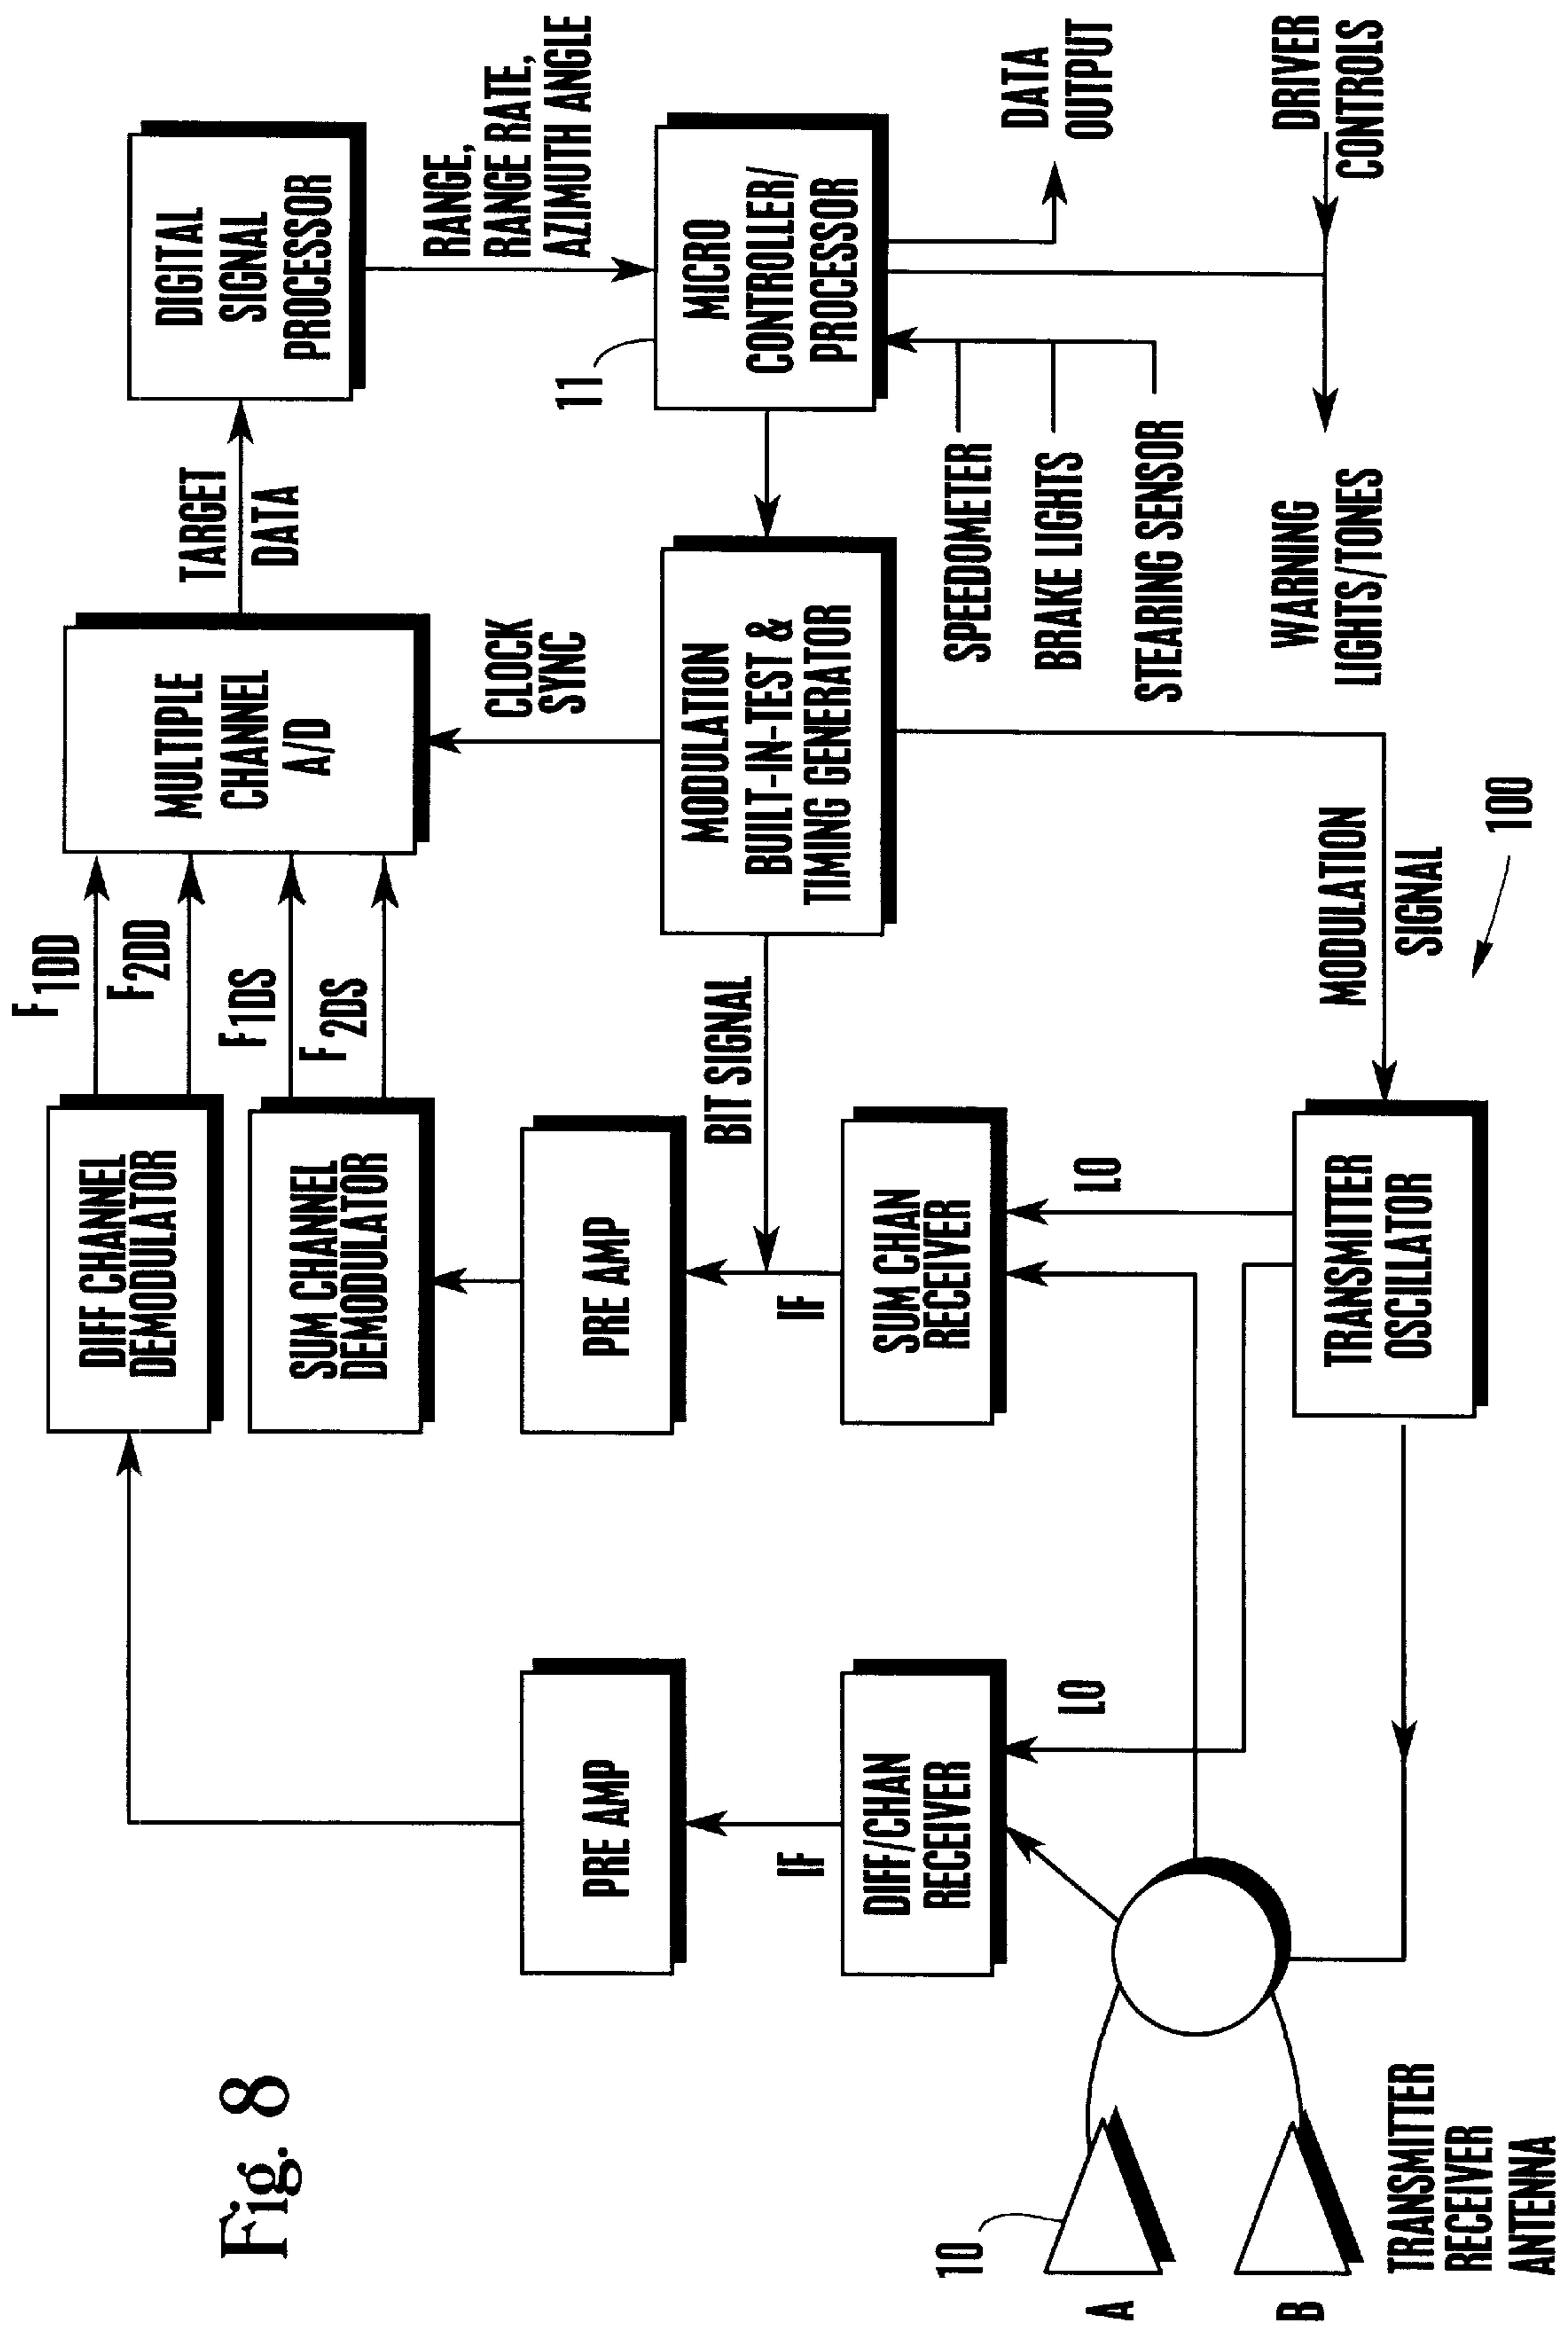 Fig. 8
DIFF CHANNEL
DEMODULATOR
F1DD
F2DD
SUM CHANNEL
DEMODULATOR
F1DS
F2DS
MULTIPLE
CHANNEL
A/D
TARGET
DATA
DIGITAL
SIGNAL
PROCESSOR
RANGE,
RANGE RATE,
AZIMUTH ANGLE
CLOCK
SYNC
PRE AMP
PRE AMP
BIT SIGNAL
MODULATION
BUILT-IN-TEST &
TIMING GENERATOR
11
MICRO
CONTROLLER/
PROCESSOR
IF
IF
DIFF/CHAN
RECEIVER
SUM CHAN
RECEIVER
LO
LO
SPEEDOMETER
BRAKE LIGHTS
STEARING SENSOR
DATA
OUTPUT
10
A
B
TRANSMITTER
RECEIVER
ANTENNA
TRANSMITTER
OSCILLATOR
MODULATION
SIGNAL
WARNING
LIGHTS/TONES
DRIVER
CONTROLS
100